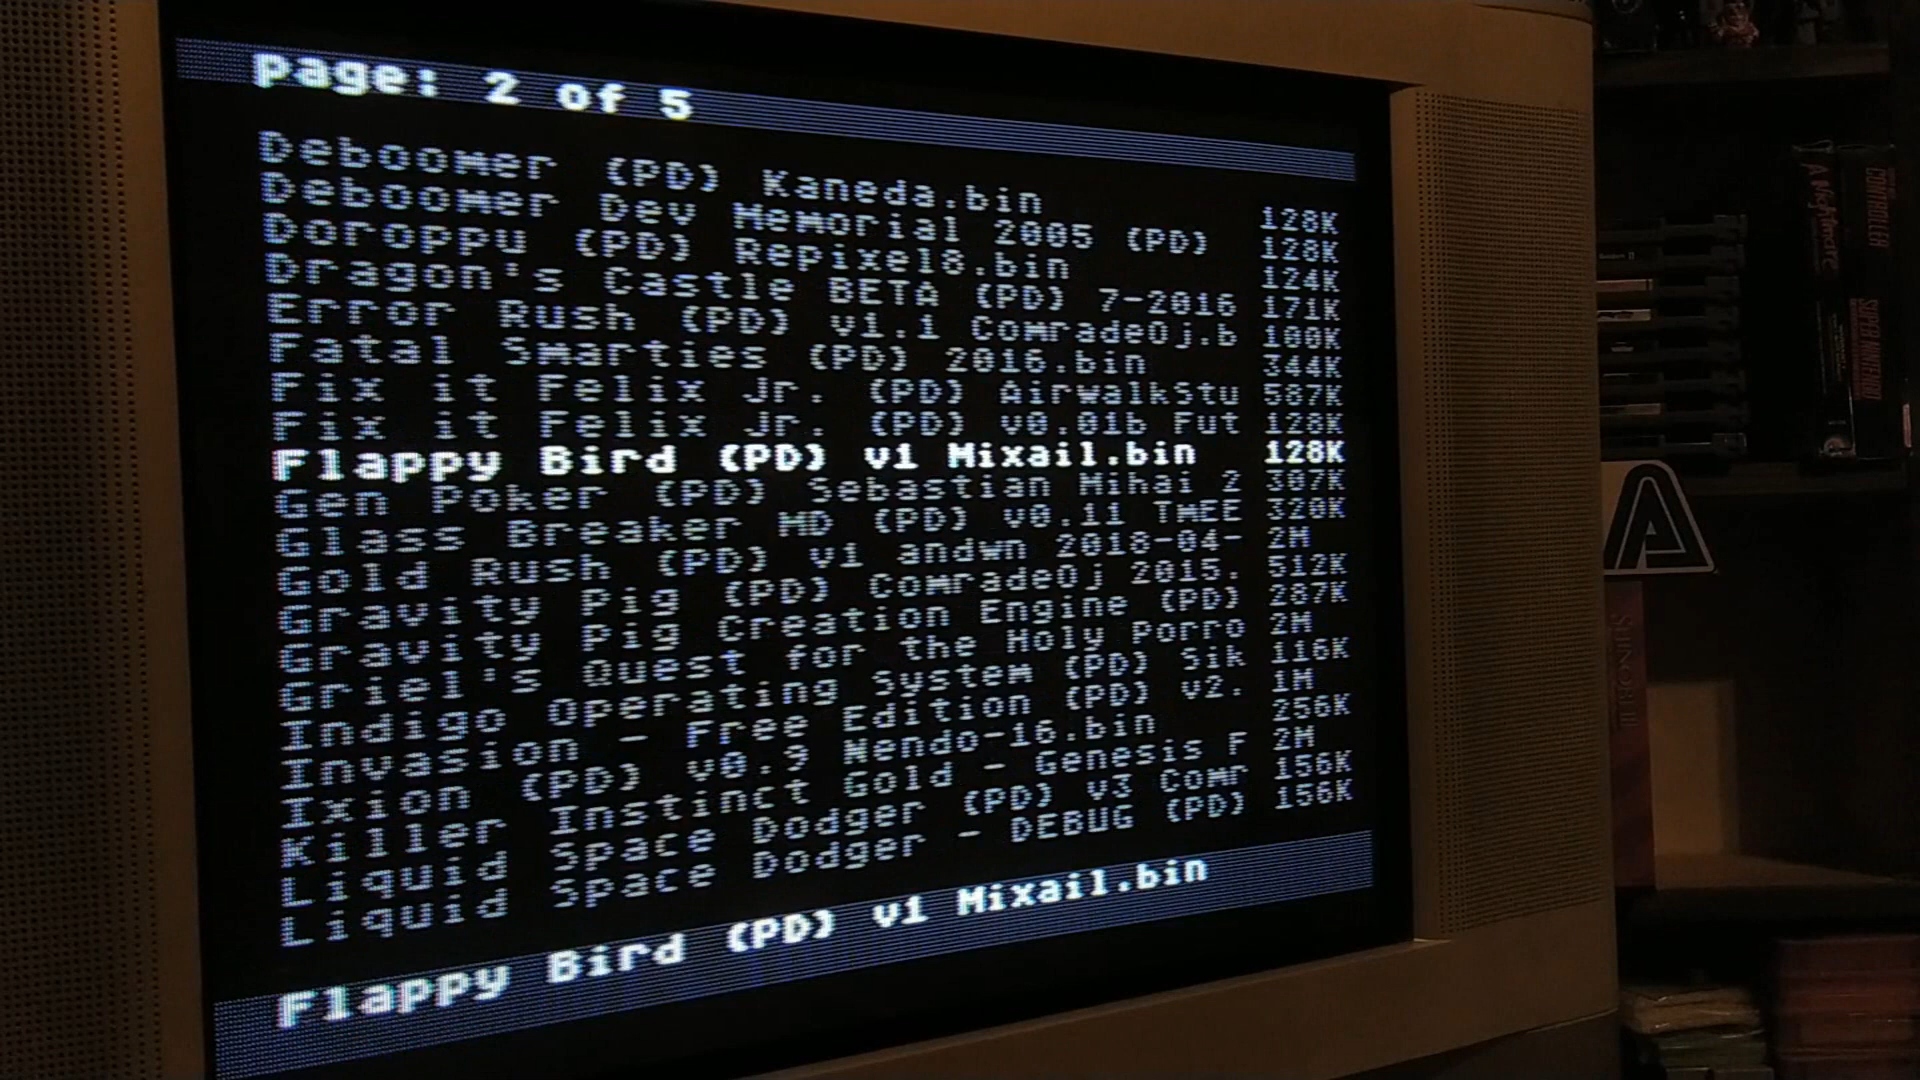 page: 2 of 5
Deboomer (PD) Kaneda.bin 128K
Deboomer Dev Memorial 2005 (PD) 128K
Doroppu (PD) Repixel8.bin 124K
Dragon's Castle BETA (PD) 7-2016 171K
Error Rush (PD) v1.1 ComradeOj.b 100K
Fatal Smarties (PD) 2016.bin 344K
Fix it Felix Jr. (PD) AirwalkStu 587K
Fix it Felix Jr. (PD) v0.01b Fut 128K
Flappy Bird (PD) v1 Mixail.bin 128K
Gen Poker (PD) Sebastian Mihai 2 307K
Glass Breaker MD (PD) v0.11 TmEE 320K
Gold Rush (PD) v1 andwn 2018-04- 2M
Gravity Pig (PD) ComradeOj 2015. 512K
Gravity Pig Creation Engine (PD) 287K
Griel's Quest for the Holy Porro 2M
Indigo Operating System (PD) Sik 116K
Invasion - Free Edition (PD) v2. 1M
Ixion (PD) v0.9 Nendo-16.bin 256K
Killer Instinct Gold - Genesis F 2M
Liquid Space Dodger (PD) v3 Comr 156K
Liquid Space Dodger - DEBUG (PD) 156K
Flappy Bird (PD) v1 Mixail.bin
CONTROLLER
A Nightmare
SUPER NINTENDO
A